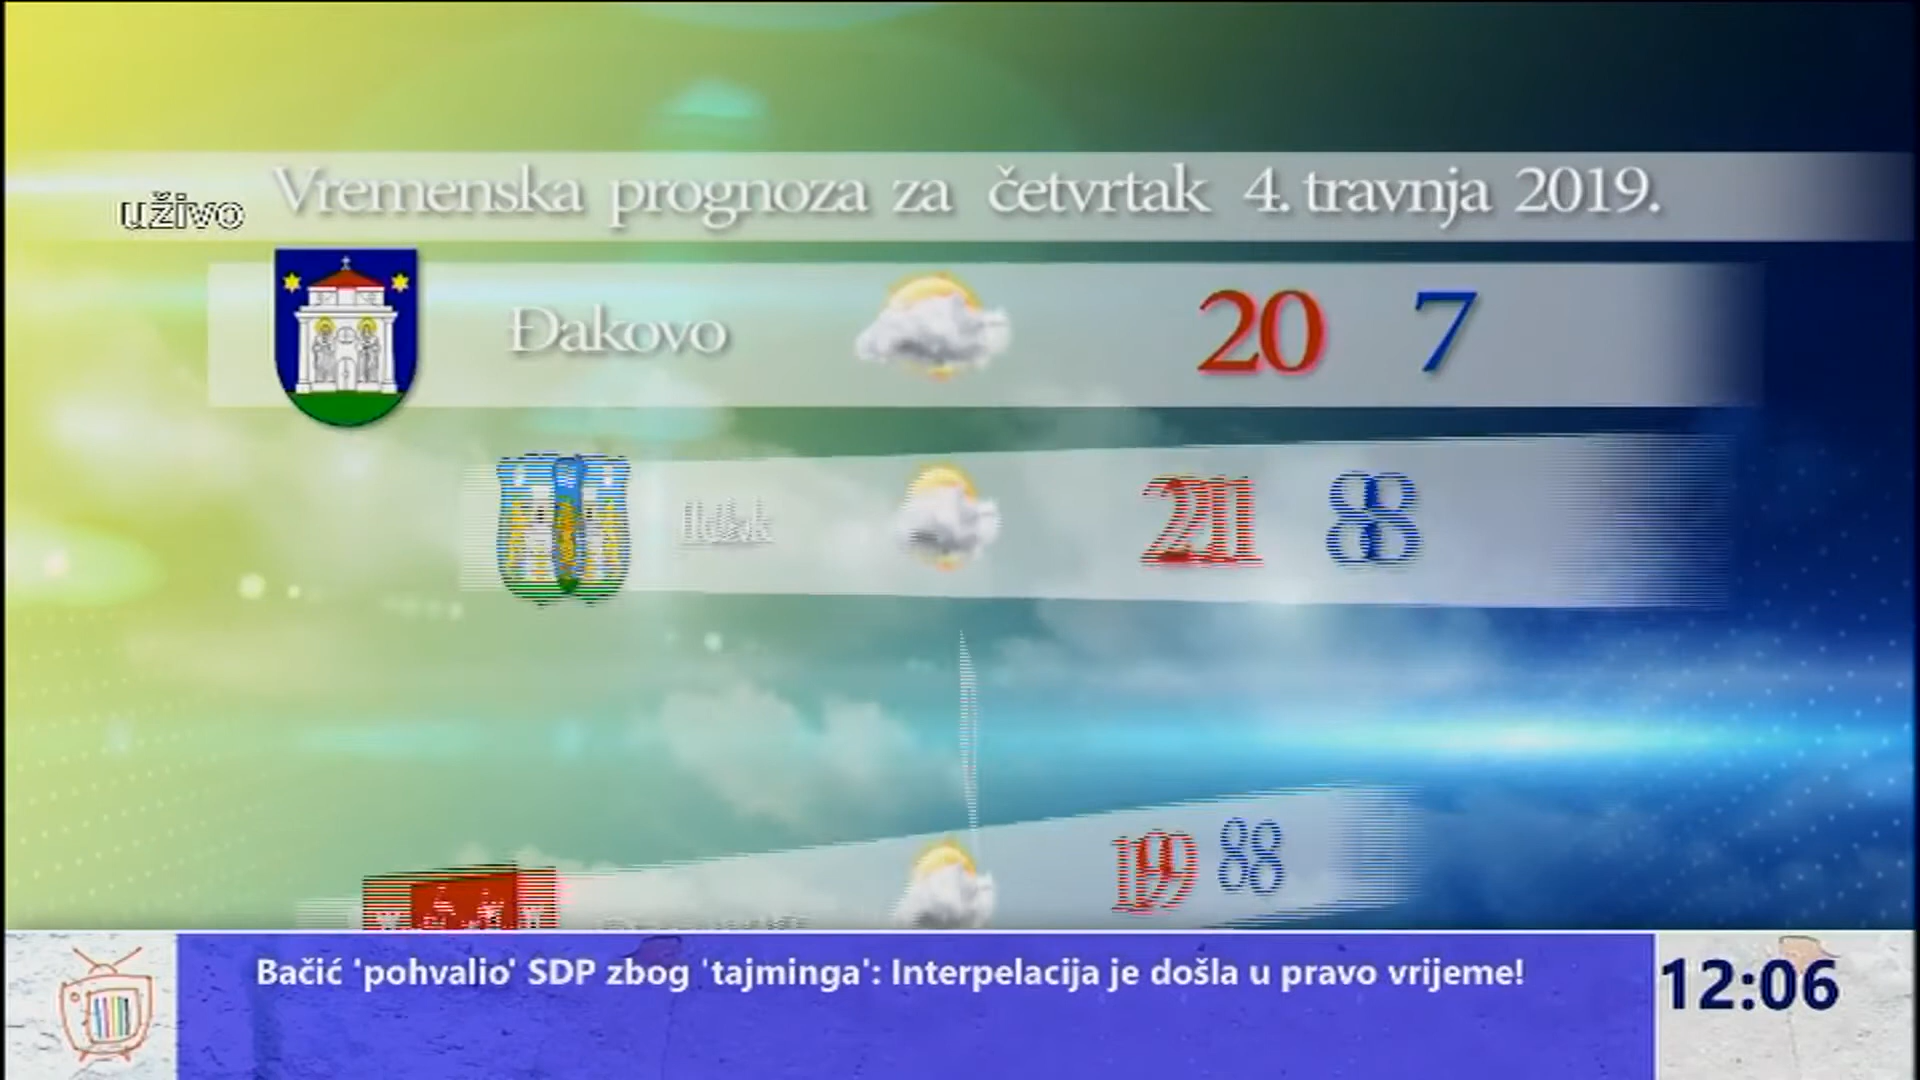 Vremenska prognoza za četvrtak 4. travnja 2019.
uživo
Đakovo 20 7
21 8
19 8
Bačić 'pohvalio' SDP zbog 'tajminga': Interpelacija je došla u pravo vrijeme!
12:06